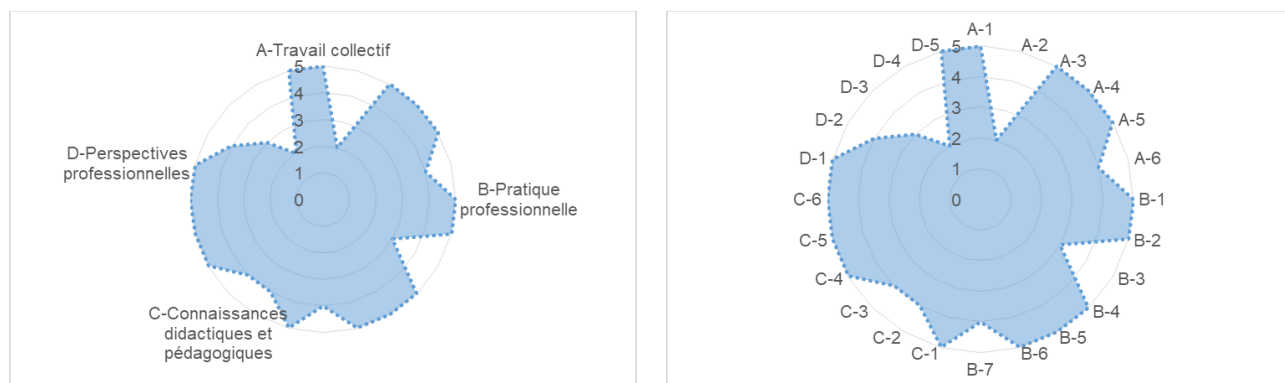 A-Travail collectif
5
4
3
2
1
0
B-Pratique
professionnelle
C-Connaissances
didactiques et
pédagogiques
D-Perspectives
professionnelles
A-1
A-2
A-3
A-4
A-5
A-6
B-1
B-2
B-3
B-4
B-5
B-6
B-7
C-1
C-2
C-3
C-4
C-5
C-6
D-1
D-2
D-3
D-4
D-5
5
4
3
2
1
0